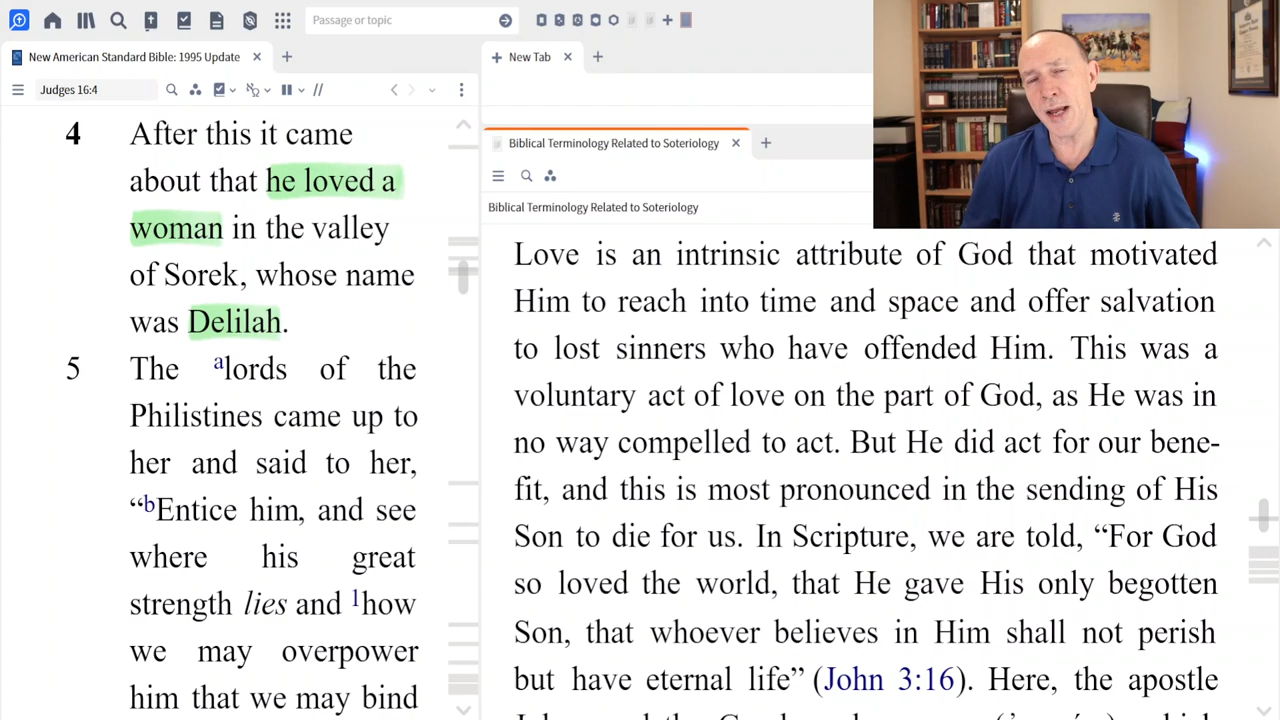 Passage or topic
New American Standard Bible: 1995 Update
New Tab
Judges 16:4
Biblical Terminology Related to Soteriology
Biblical Terminology Related to Soteriology
4 After this it came
about that he loved a
woman in the valley
of Sorek, whose name
was Delilah.
5 The alords of the
Philistines came up to
her and said to her,
“bEntice him, and see
where his great
strength lies and 1how
we may overpower
him that we may bind
Love is an intrinsic attribute of God that motivated
Him to reach into time and space and offer salvation
to lost sinners who have offended Him. This was a
voluntary act of love on the part of God, as He was in
no way compelled to act. But He did act for our bene-
fit, and this is most pronounced in the sending of His
Son to die for us. In Scripture, we are told, “For God
so loved the world, that He gave His only begotten
Son, that whoever believes in Him shall not perish
but have eternal life” (John 3:16). Here, the apostle